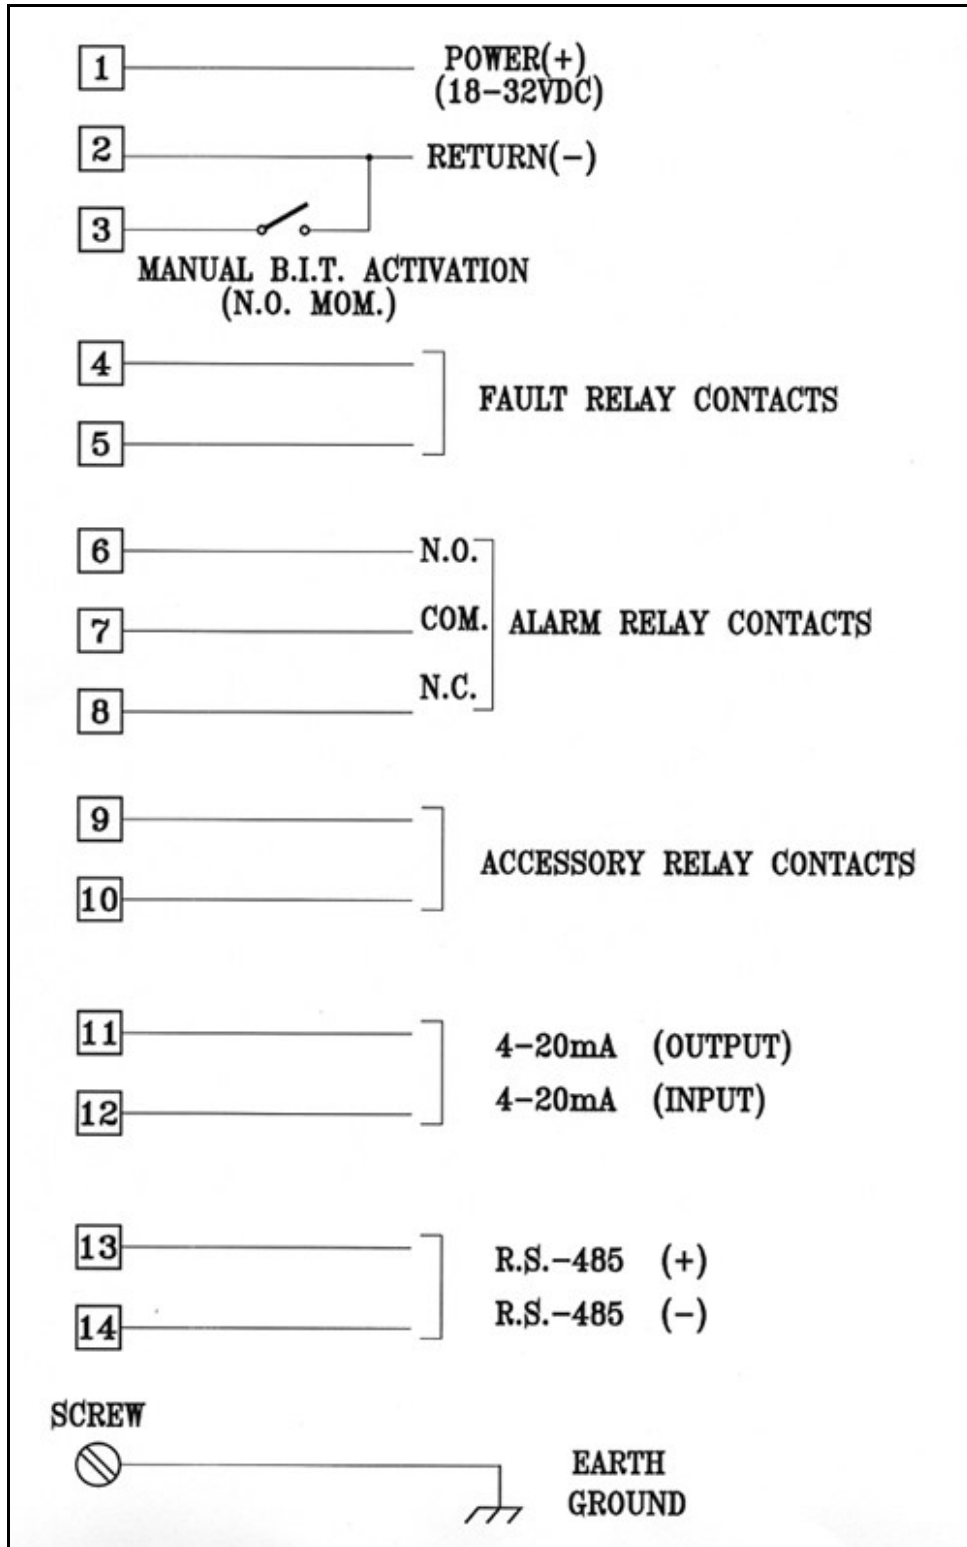 1 POWER(+)
(18-32VDC)
2 RETURN(-)
3
MANUAL B.I.T. ACTIVATION
(N.O. MOM.)
4
FAULT RELAY CONTACTS
5
6 N.O.
7 COM. ALARM RELAY CONTACTS
8 N.C.
9
ACCESSORY RELAY CONTACTS
10
11 4-20mA (OUTPUT)
12 4-20mA (INPUT)
13 R.S.-485 (+)
14 R.S.-485 (-)
SCREW
EARTH
GROUND